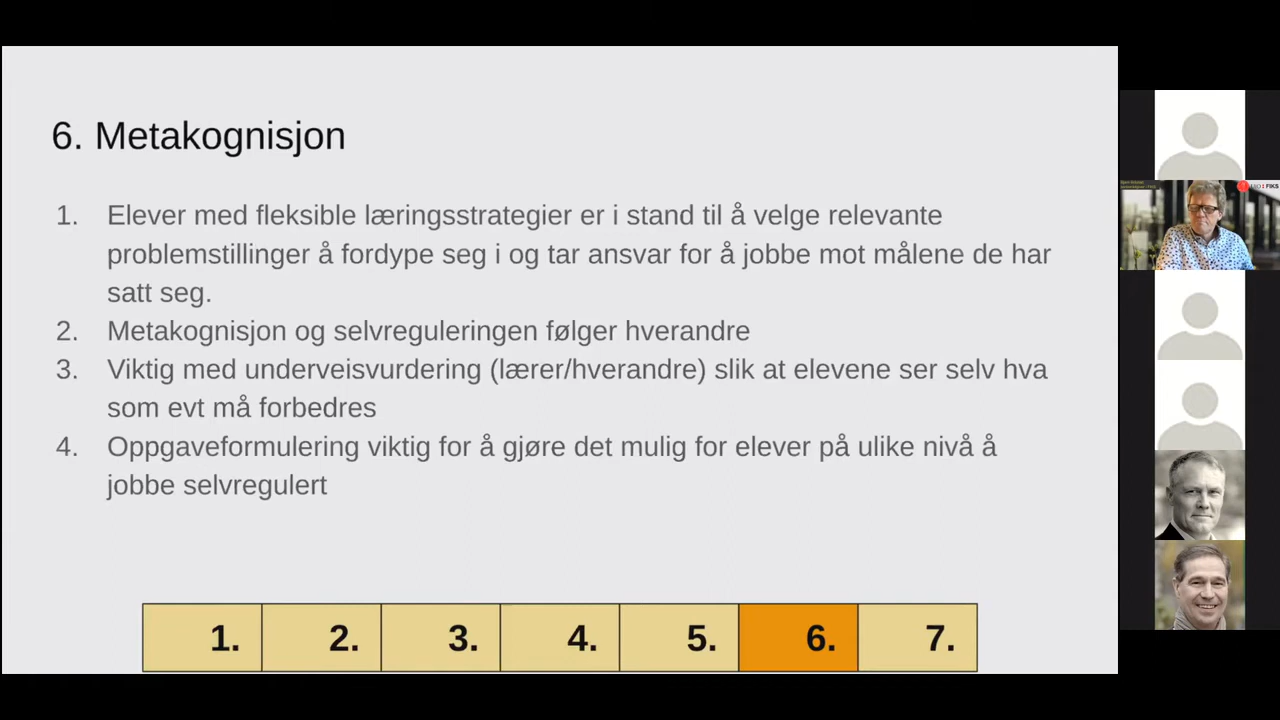 6. Metakognisjon
1. Elever med fleksible læringsstrategier er i stand til å velge relevante
problemstillinger å fordype seg i og tar ansvar for å jobbe mot målene de har
satt seg.
2. Metakognisjon og selvreguleringen følger hverandre
3. Viktig med underveisvurdering (lærer/hverandre) slik at elevene ser selv hva
som evt må forbedres
4. Oppgaveformulering viktig for å gjøre det mulig for elever på ulike nivå å
jobbe selvregulert
1. 2. 3. 4. 5. 6. 7.
FIKS